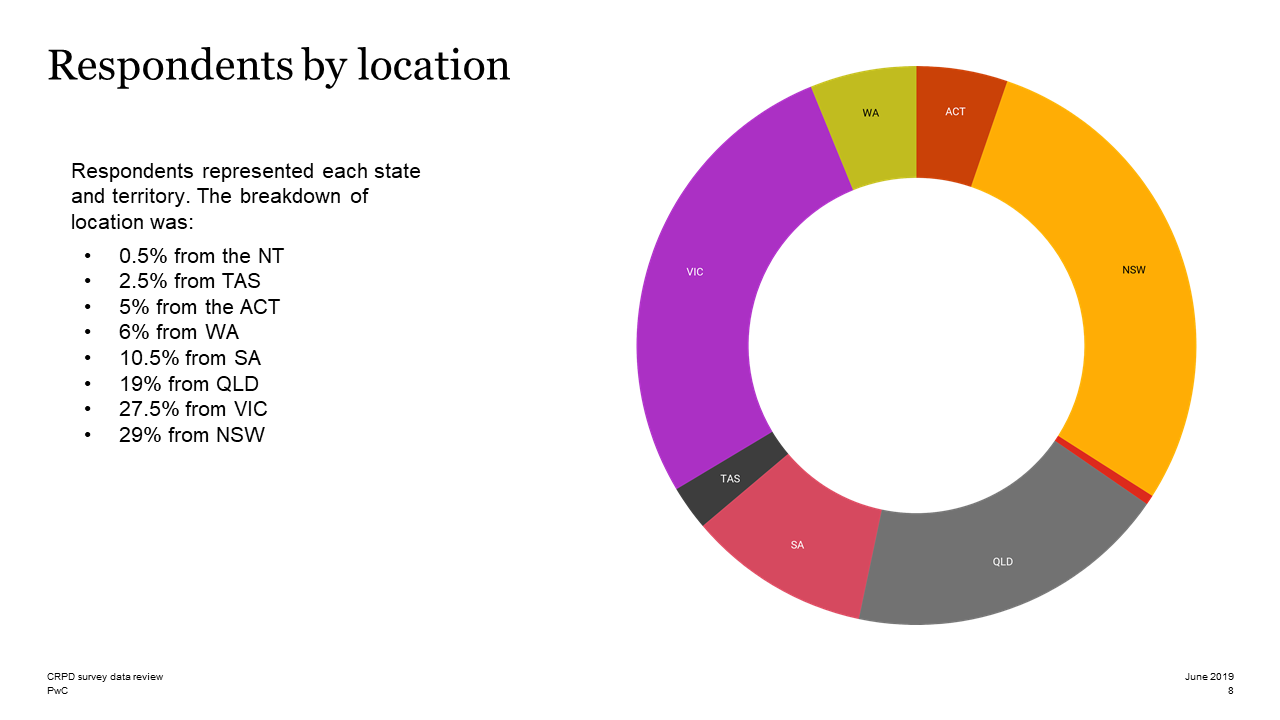 Respondents by location
Respondents represented each state
and territory. The breakdown of
location was:
• 0.5% from the NT
• 2.5% from TAS
• 5% from the ACT
• 6% from WA
• 10.5% from SA
• 19% from QLD
• 27.5% from VIC
• 29% from NSW
WA
ACT
VIC
NSW
TAS
SA
QLD
CRPD survey data review
PwC
June 2019
8